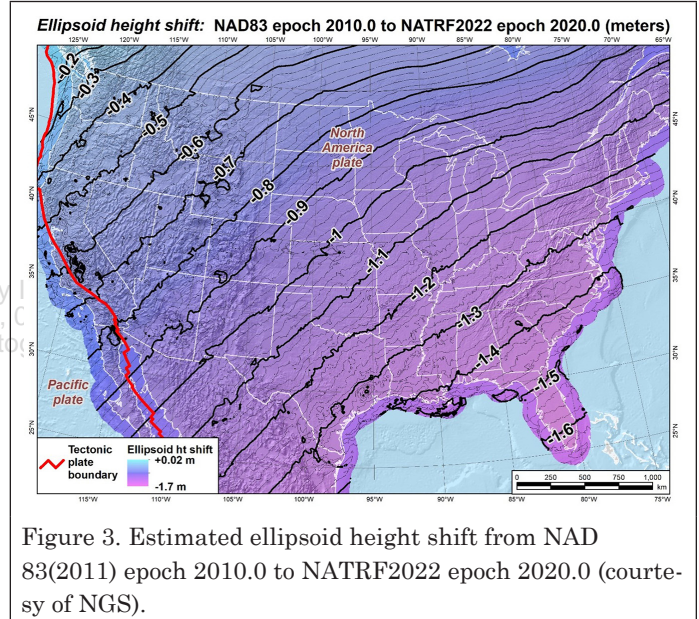 Ellipsoid height shift: NAD83 epoch 2010.0 to NATRF2022 epoch 2020.0 (meters)
125°W 120°W 115°W 110°W 105°W 100°W 95°W 90°W 85°W 80°W 75°W 70°W 65°W
-0.2
-0.3
-0.4
-0.5
-0.6
-0.7
-0.8
-0.9
-1
-1.1
-1.2
-1.3
-1.4
-1.5
-1.6
North
America
plate
45°N
40°N
35°N
30°N
25°N
45°N
40°N
35°N
30°N
25°N
Pacific
plate
Tectonic
plate
boundary
Ellipsoid ht shift
+0.02 m
-1.7 m
0 250 500 750 1,000
km
115°W 110°W 105°W 100°W 95°W 90°W 85°W 80°W 75°W
Figure 3. Estimated ellipsoid height shift from NAD
83(2011) epoch 2010.0 to NATRF2022 epoch 2020.0 (courte-
sy of NGS).